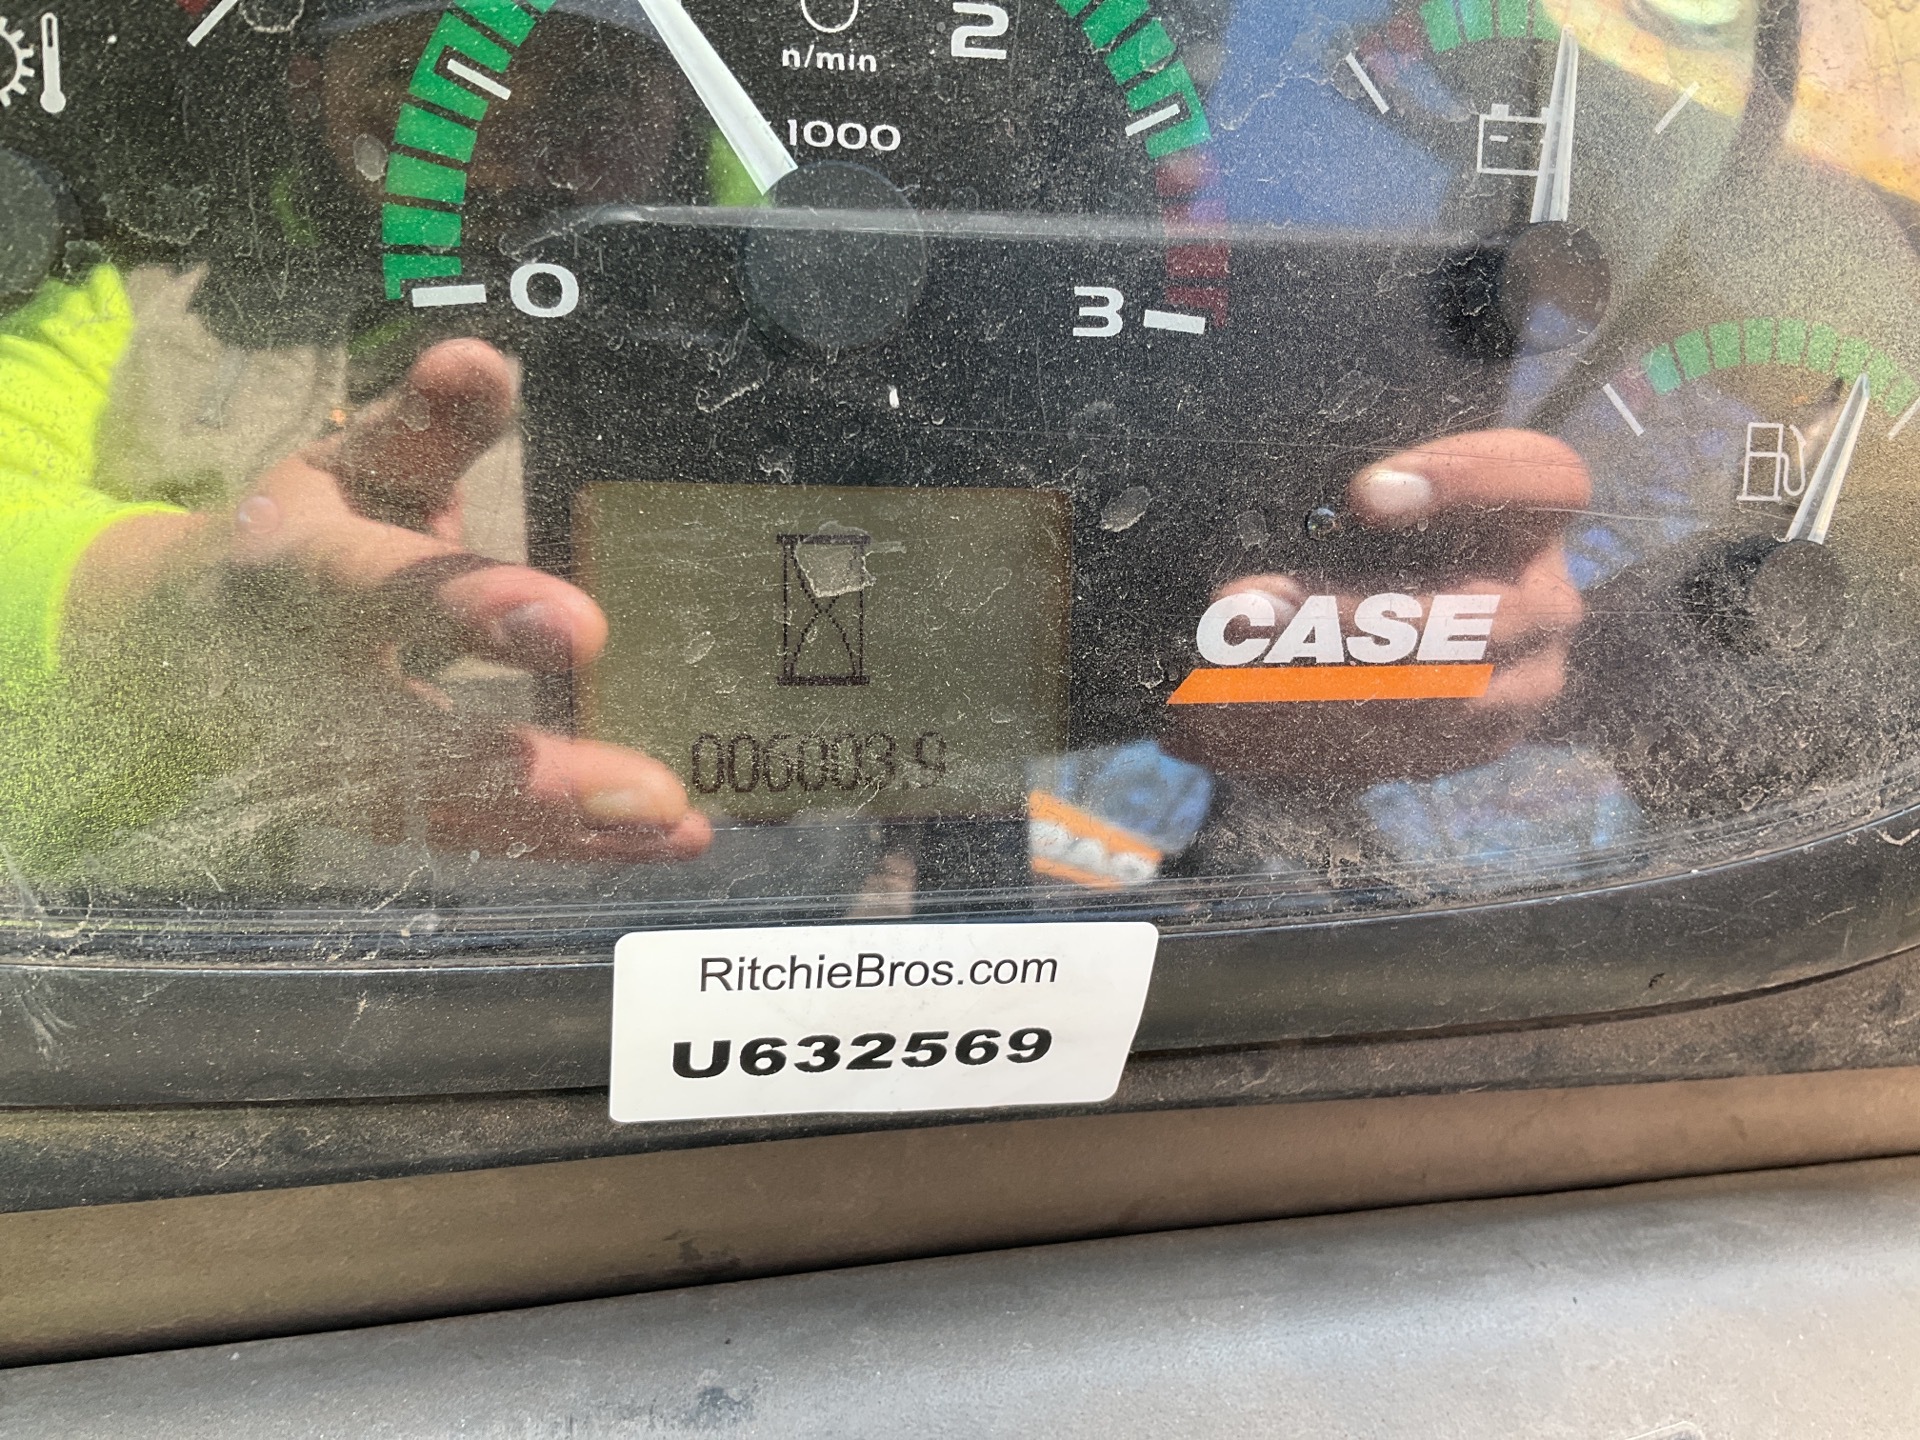 2
n/min
1000
0
3
CASE
006003.9
RitchieBros.com
U632569